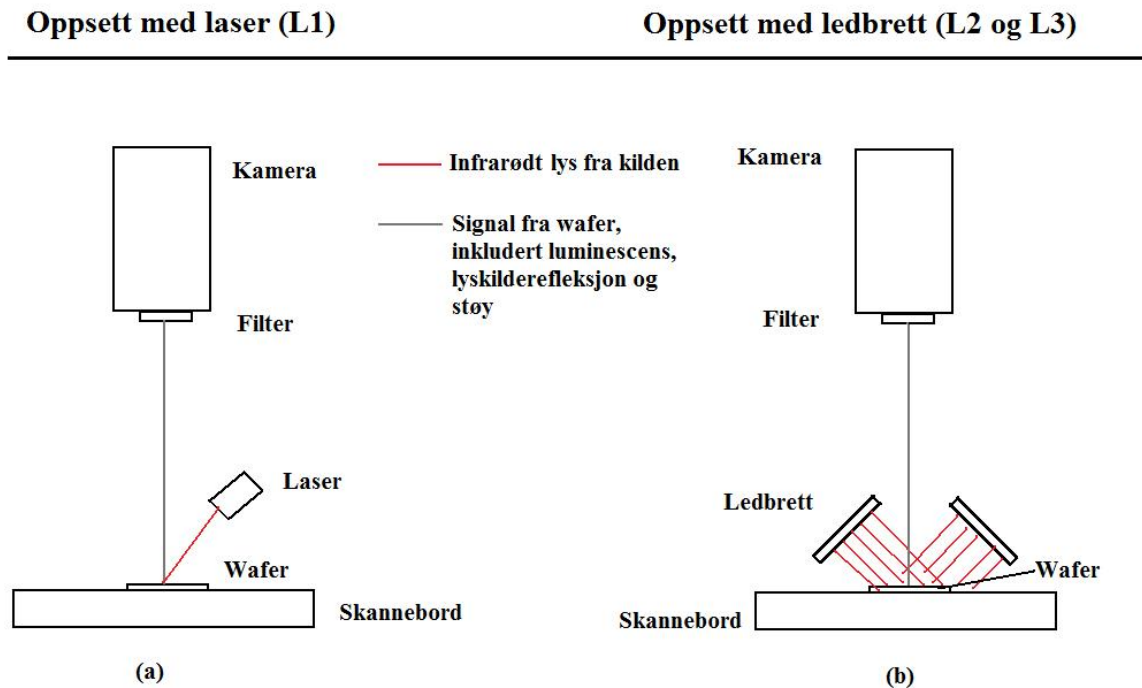 Oppsett med laser (L1)
Oppsett med ledbrett (L2 og L3)
Kamera
Infrarødt lys fra kilden
Signal fra wafer,
inkludert luminescens,
lyskilderefleksjon og
støy
Filter
Laser
Wafer
Skannebord
(a)
Kamera
Filter
Ledbrett
Wafer
Skannebord
(b)